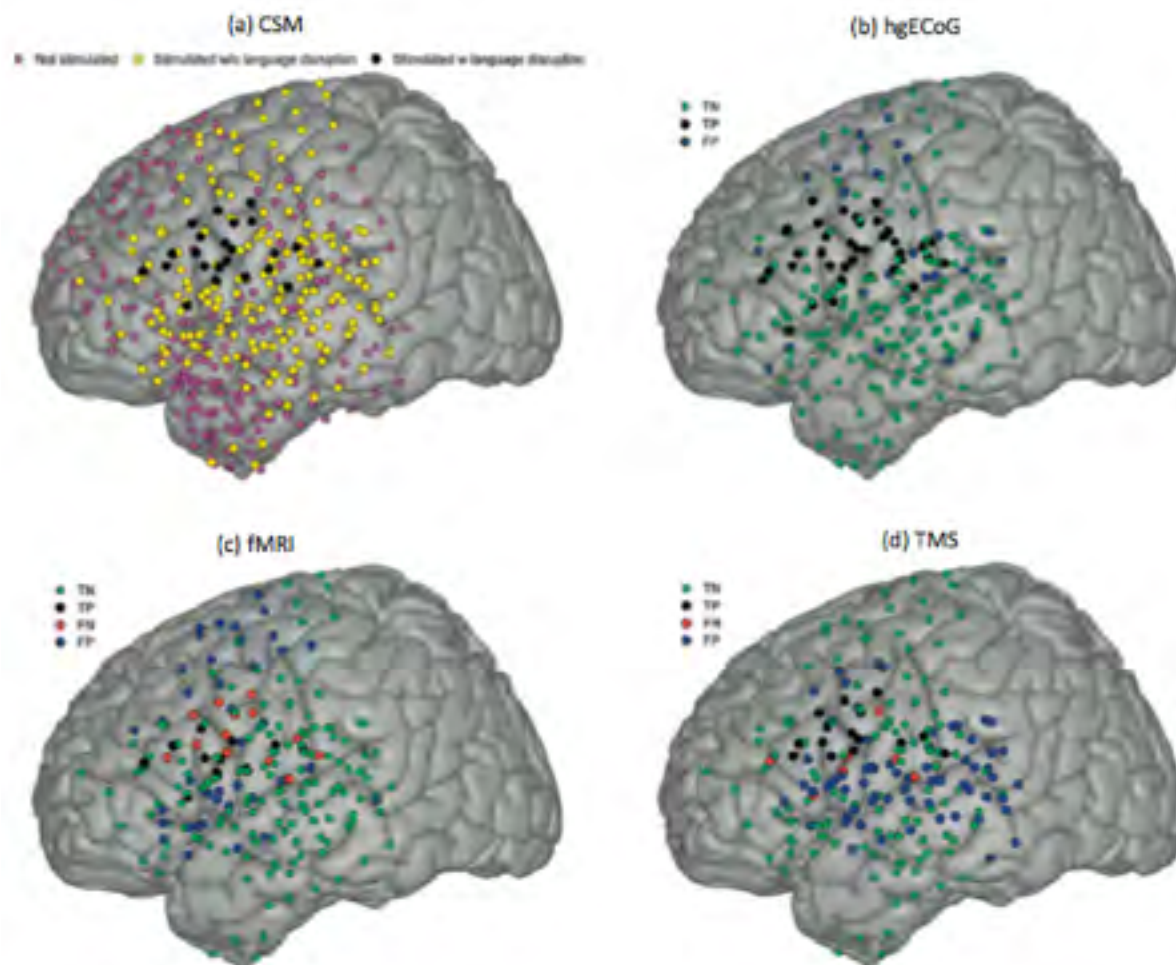 (a) CSM
Not stimulated Stimulated w/o language disruption Stimulated w language disruption
(b) hgECoG
TN
TP
FP
(c) fMRI
TN
TP
FN
FP
(d) TMS
TN
TP
FN
FP